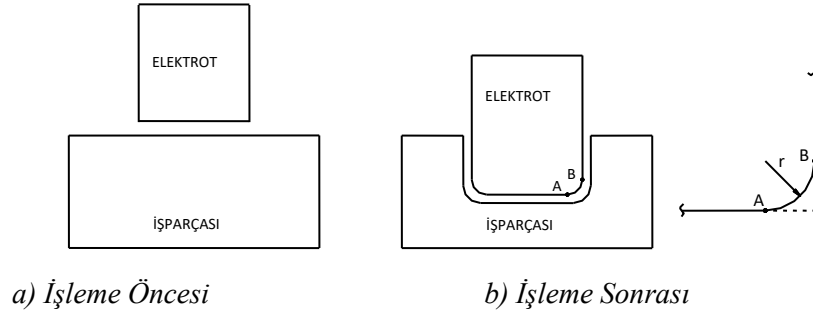 ELEKTROT
İŞPARÇASI
a) İşleme Öncesi
ELEKTROT
B
A
İŞPARÇASI
b) İşleme Sonrası
r
B
A